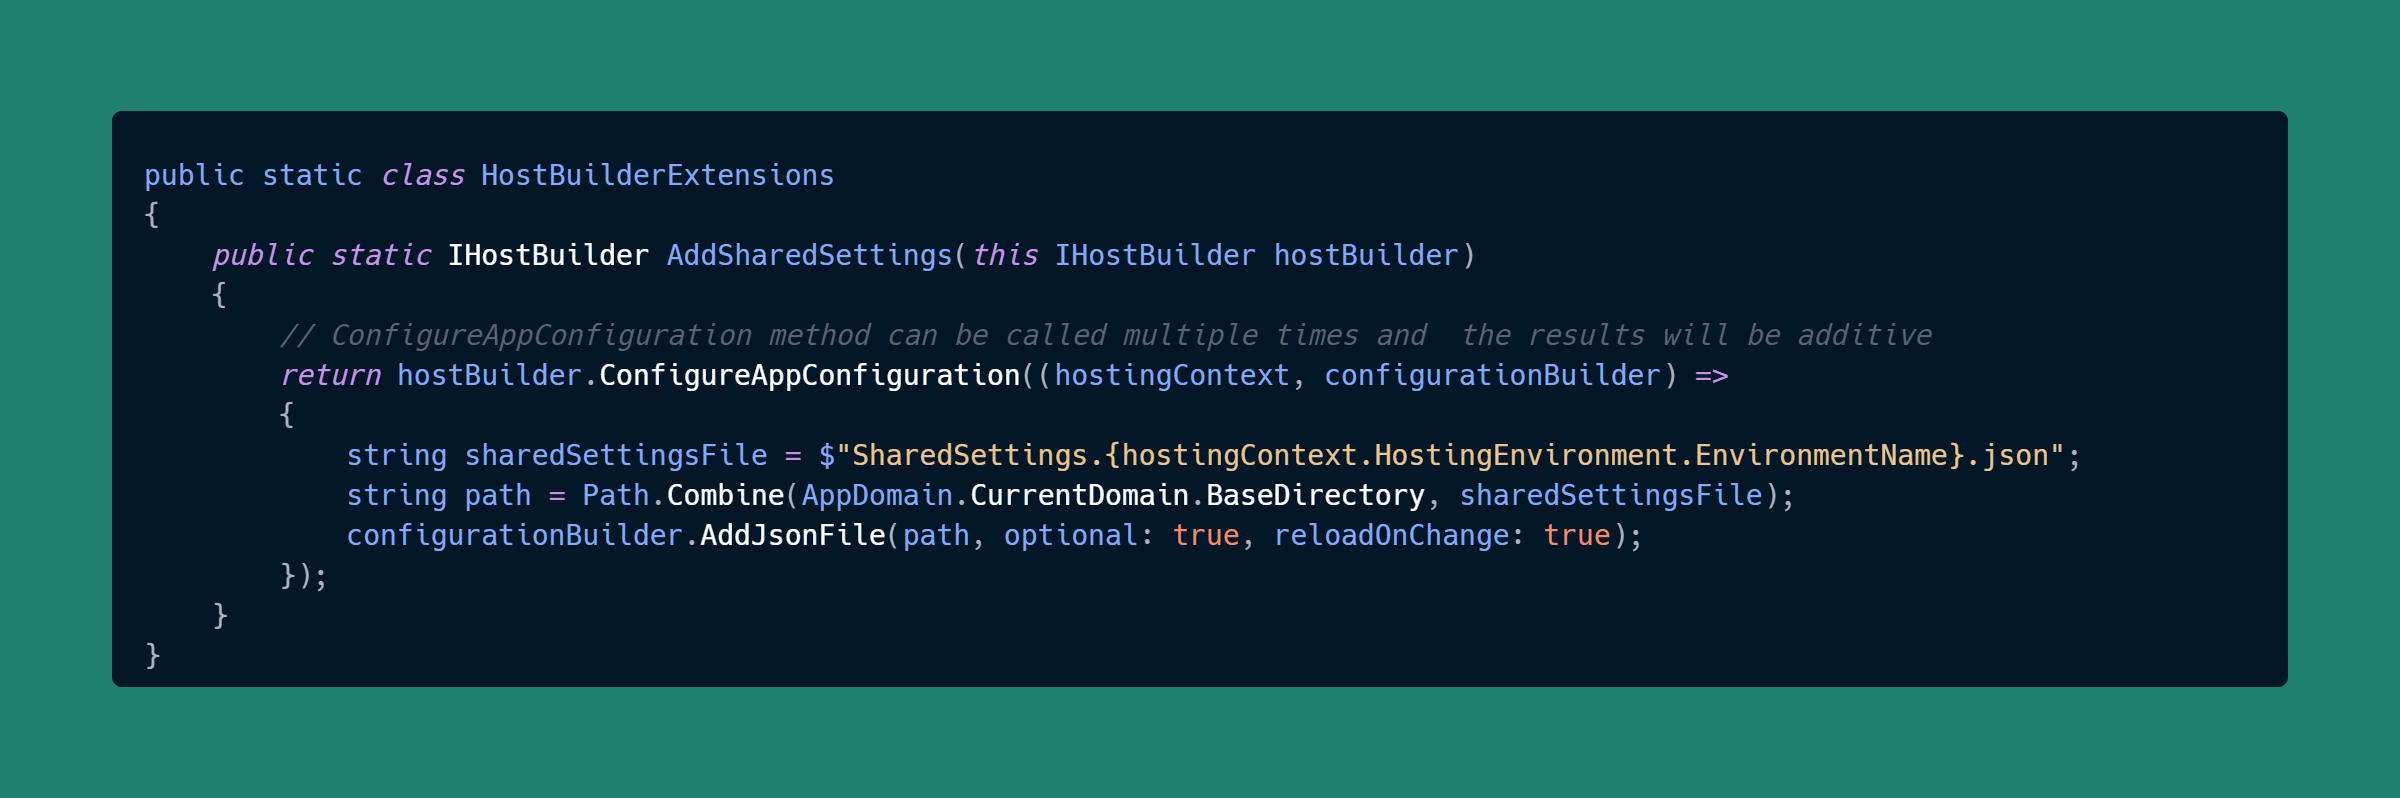 public static class HostBuilderExtensions
{
    public static IHostBuilder AddSharedSettings(this IHostBuilder hostBuilder)
    {
        // ConfigureAppConfiguration method can be called multiple times and  the results will be additive
        return hostBuilder.ConfigureAppConfiguration((hostingContext, configurationBuilder) =>
        {
            string sharedSettingsFile = $"SharedSettings.{hostingContext.HostingEnvironment.EnvironmentName}.json";
            string path = Path.Combine(AppDomain.CurrentDomain.BaseDirectory, sharedSettingsFile);
            configurationBuilder.AddJsonFile(path, optional: true, reloadOnChange: true);
        });
    }
}